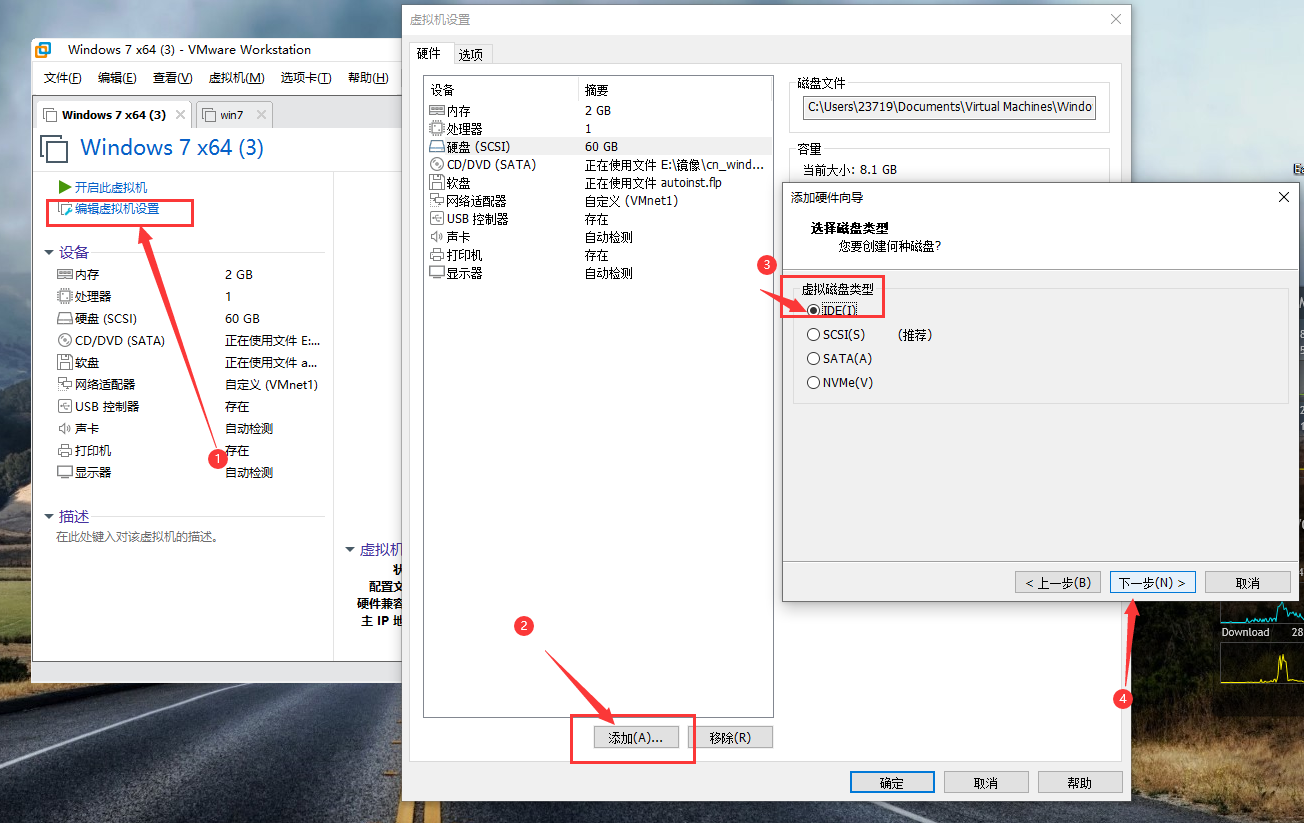 Windows 7 x64 (3) - VMware Workstation
文件(F) 编辑(E) 查看(V) 虚拟机(M) 选项卡(T) 帮助(H)
Windows 7 x64 (3) win7
Windows 7 x64 (3)
开启此虚拟机
编辑虚拟机设置
设备
内存 2 GB
处理器 1
硬盘 (SCSI) 60 GB
CD/DVD (SATA) 正在使用文件 E:...
软盘 正在使用文件 a...
网络适配器 自定义 (VMnet1)
USB 控制器 存在
声卡 自动检测
打印机 存在
显示器 自动检测
1
描述
在此处键入对该虚拟机的描述。
虚拟机
状
配置文
硬件兼容
主 IP 地
虚拟机设置
硬件 选项
设备 摘要
内存 2 GB
处理器 1
硬盘 (SCSI) 60 GB
CD/DVD (SATA) 正在使用文件 E:\镜像\cn_wind...
软盘 正在使用文件 autoinst.flp
网络适配器 自定义 (VMnet1)
USB 控制器 存在
声卡 自动检测
打印机 存在
显示器 自动检测
2
添加(A)... 移除(R)
磁盘文件
C:\Users\23719\Documents\Virtual Machines\Windo
容量
当前大小: 8.1 GB
确定 取消 帮助
添加硬件向导
选择磁盘类型
您要创建何种磁盘?
3
虚拟磁盘类型
IDE(I)
SCSI(S) (推荐)
SATA(A)
NVMe(V)
< 上一步(B) 下一步(N) > 取消
4
Download 28